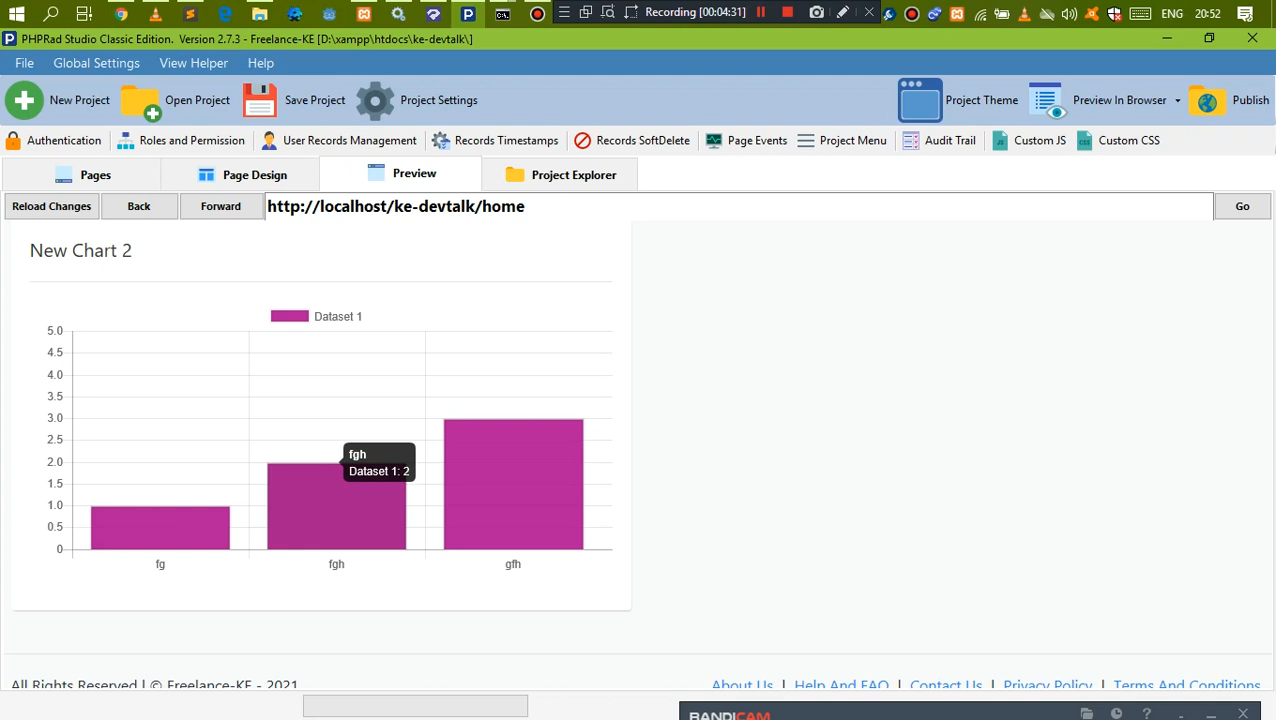 Recording [00:04:31]
ENG 20:52
PHPRad Studio Classic Edition. Version 2.7.3 - Freelance-KE [D:\xampp\htdocs\ke-devtalk\]
File Global Settings View Helper Help
New Project Open Project Save Project Project Settings Project Theme Preview In Browser Publish
Authentication Roles and Permissions User Records Management Records Timestamps Records SoftDelete Page Events Project Menu Audit Trail JS Custom JS CSS Custom CSS
Pages Page Design Preview Project Explorer
Reload Changes Back Forward http://localhost/ke-devtalk/home Go
New Chart 2
Dataset 1
5.0
4.5
4.0
3.5
3.0
2.5
2.0
1.5
1.0
0.5
0
fgh
Dataset 1: 2
fg fgh gfh
All Rights Reserved | © Freelance-KE - 2021 About Us | Help And FAQ | Contact Us | Privacy Policy | Terms And Conditions
BANDICAM